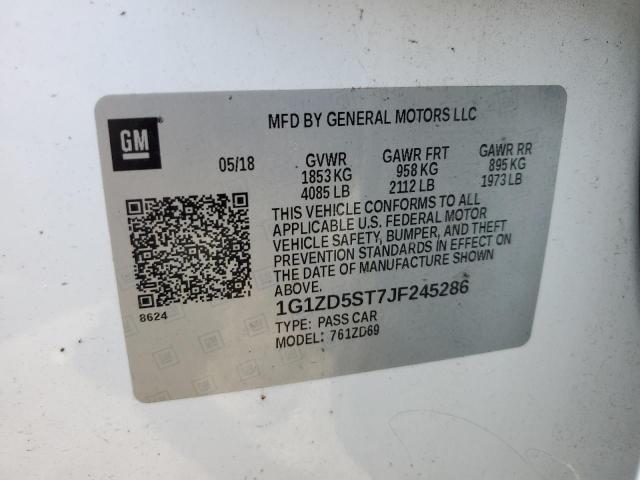 GM
MFD BY GENERAL MOTORS LLC
05/18 GVWR GAWR FRT GAWR RR
1853 KG 958 KG 895 KG
4085 LB 2112 LB 1973 LB
THIS VEHICLE CONFORMS TO ALL
APPLICABLE U.S. FEDERAL MOTOR
VEHICLE SAFETY, BUMPER, AND THEFT
PREVENTION STANDARDS IN EFFECT ON
THE DATE OF MANUFACTURE SHOWN
ABOVE.
8624
1G1ZD5ST7JF245286
TYPE: PASS CAR
MODEL: 761ZD69